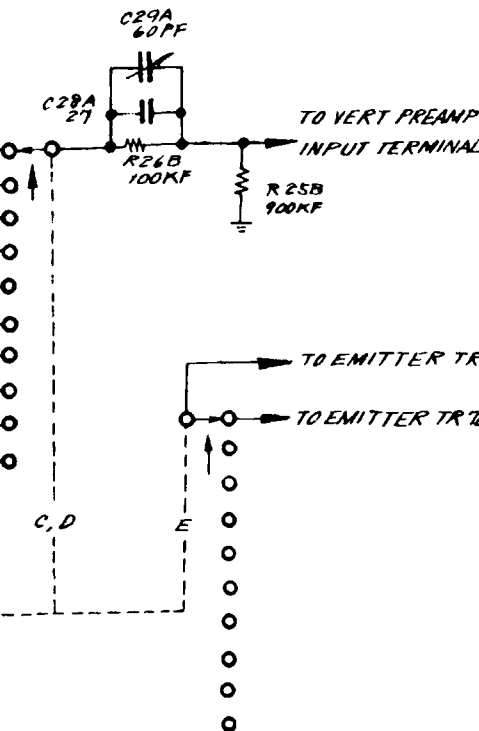 C29A
60PF
C28A
27
R26B
100KF
TO VERT PREAMP
INPUT TERMINAL
R25B
900KF
TO EMITTER TR
TO EMITTER TR
C, D
E